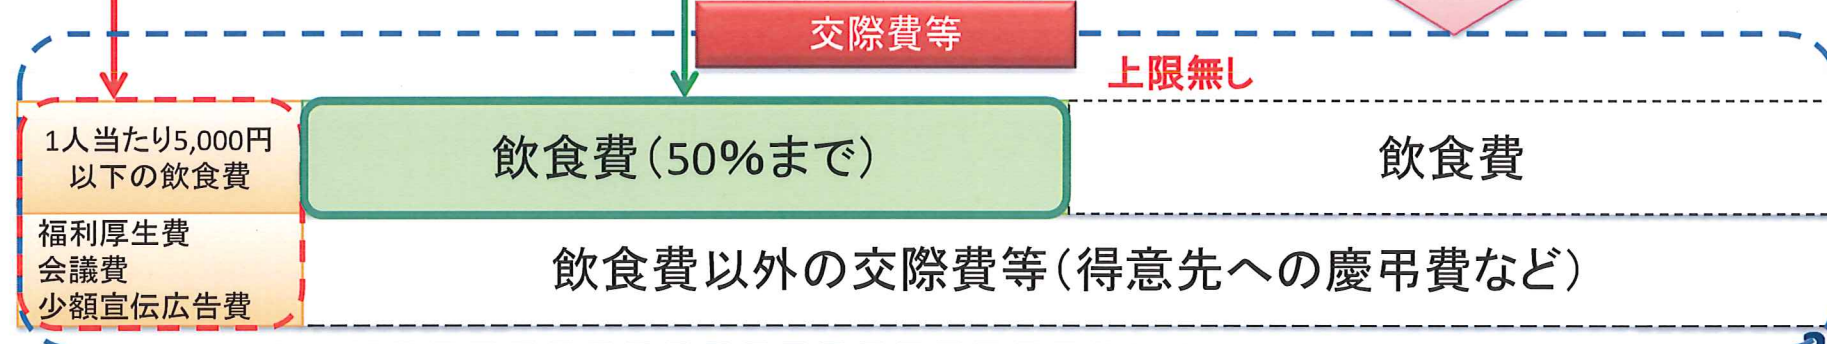 交際費等
上限無し
1人当たり5,000円
以下の飲食費
飲食費(50%まで)
飲食費
福利厚生費
会議費
少額宣伝広告費
飲食費以外の交際費等(得意先への慶弔費など)